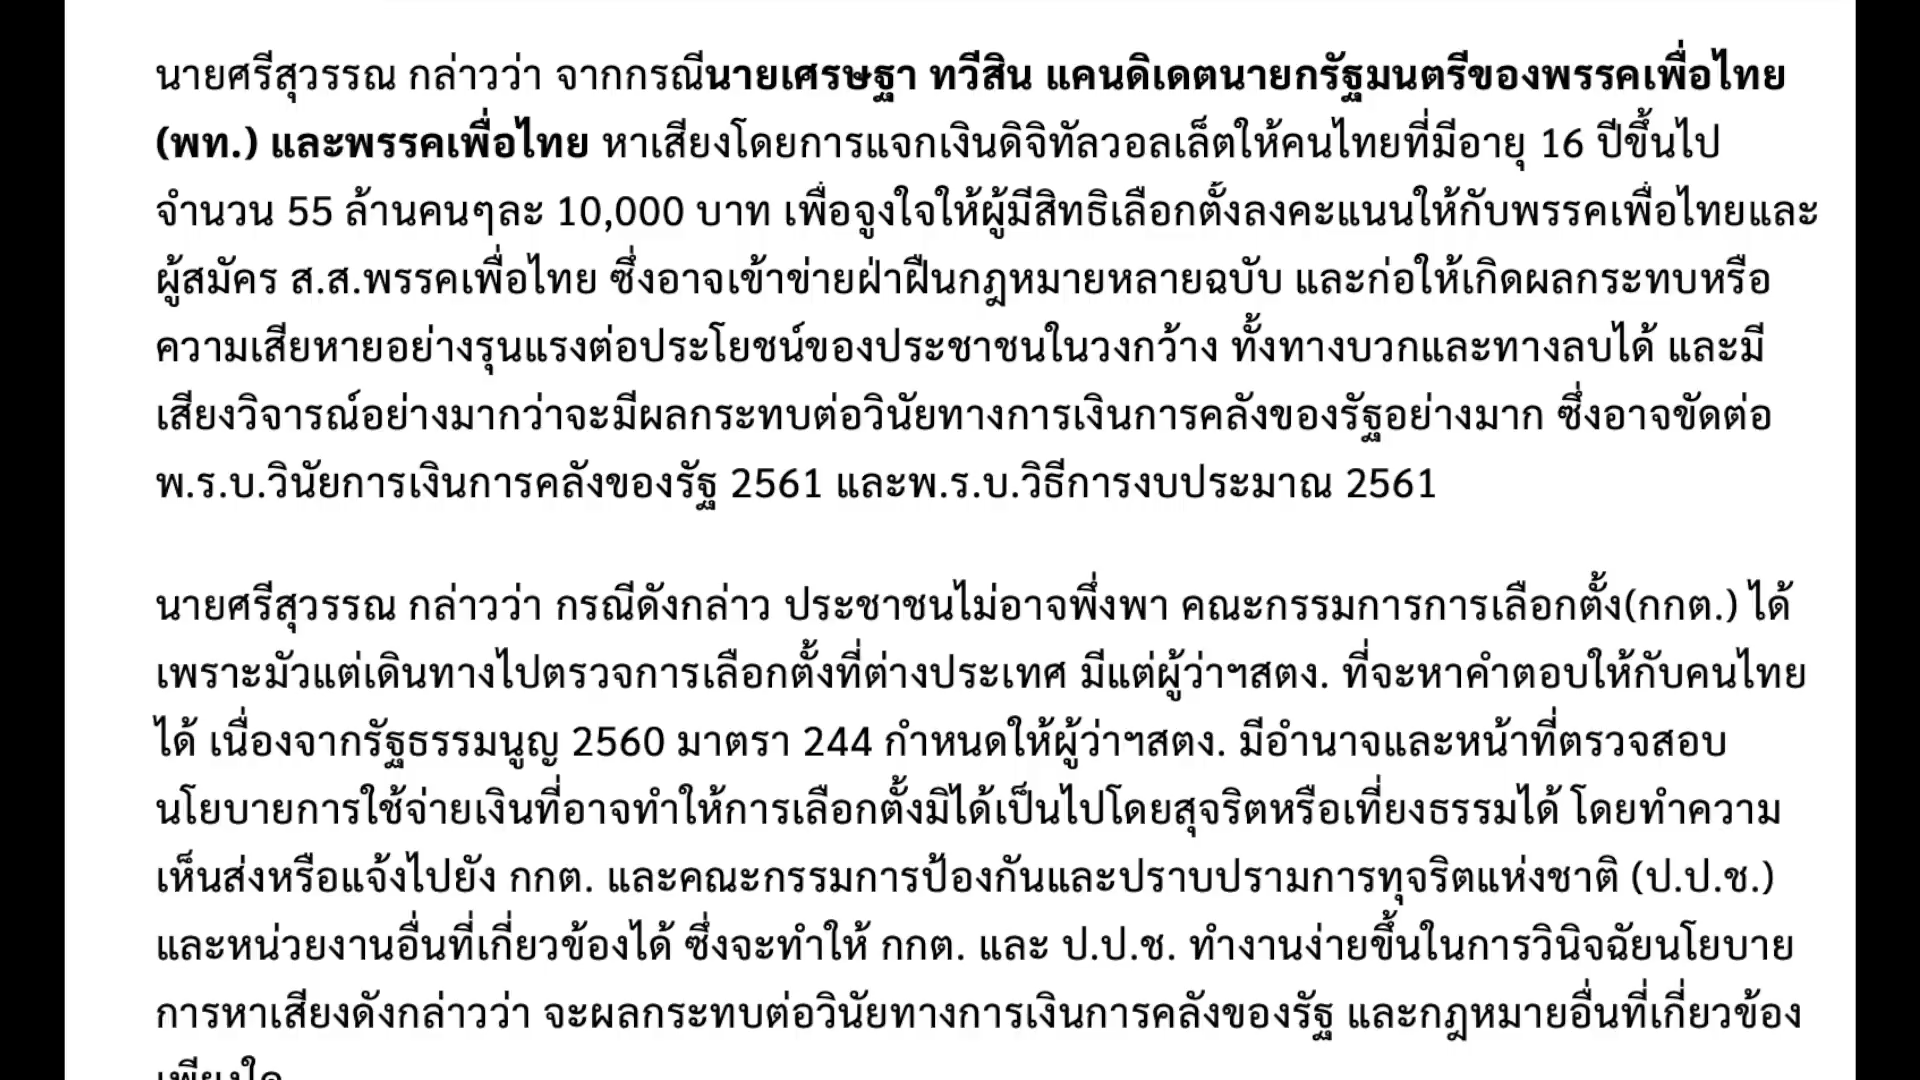 นายศรีสุวรรณ กล่าวว่า จากกรณีนายเศรษฐา ทวีสิน แคนดิเดตนายกรัฐมนตรีของพรรคเพื่อไทย
(พท.) และพรรคเพื่อไทย หาเสียงโดยการแจกเงินดิจิทัลวอลเล็ตให้คนไทยที่มีอายุ 16 ปีขึ้นไป
จำนวน 55 ล้านคนๆละ 10,000 บาท เพื่อจูงใจให้ผู้มีสิทธิเลือกตั้งลงคะแนนให้กับพรรคเพื่อไทยและ
ผู้สมัคร ส.ส.พรรคเพื่อไทย ซึ่งอาจเข้าข่ายฝ่าฝืนกฎหมายหลายฉบับ และก่อให้เกิดผลกระทบหรือ
ความเสียหายอย่างรุนแรงต่อประโยชน์ของประชาชนในวงกว้าง ทั้งทางบวกและทางลบได้ และมี
เสียงวิจารณ์อย่างมากว่าจะมีผลกระทบต่อวินัยทางการเงินการคลังของรัฐอย่างมาก ซึ่งอาจขัดต่อ
พ.ร.บ.วินัยการเงินการคลังของรัฐ 2561 และพ.ร.บ.วิธีการงบประมาณ 2561
นายศรีสุวรรณ กล่าวว่า กรณีดังกล่าว ประชาชนไม่อาจพึ่งพา คณะกรรมการการเลือกตั้ง(กกต.) ได้
เพราะมัวแต่เดินทางไปตรวจการเลือกตั้งที่ต่างประเทศ มีแต่ผู้ว่าฯสตง. ที่จะหาคำตอบให้กับคนไทย
ได้ เนื่องจากรัฐธรรมนูญ 2560 มาตรา 244 กำหนดให้ผู้ว่าฯสตง. มีอำนาจและหน้าที่ตรวจสอบ
นโยบายการใช้จ่ายเงินที่อาจทำให้การเลือกตั้งมิได้เป็นไปโดยสุจริตหรือเที่ยงธรรมได้ โดยทำความ
เห็นส่งหรือแจ้งไปยัง กกต. และคณะกรรมการป้องกันและปราบปรามการทุจริตแห่งชาติ (ป.ป.ช.)
และหน่วยงานอื่นที่เกี่ยวข้องได้ ซึ่งจะทำให้ กกต. และ ป.ป.ช. ทำงานง่ายขึ้นในการวินิจฉัยนโยบาย
การหาเสียงดังกล่าวว่า จะผลกระทบต่อวินัยทางการเงินการคลังของรัฐ และกฎหมายอื่นที่เกี่ยวข้อง
เพียงใด